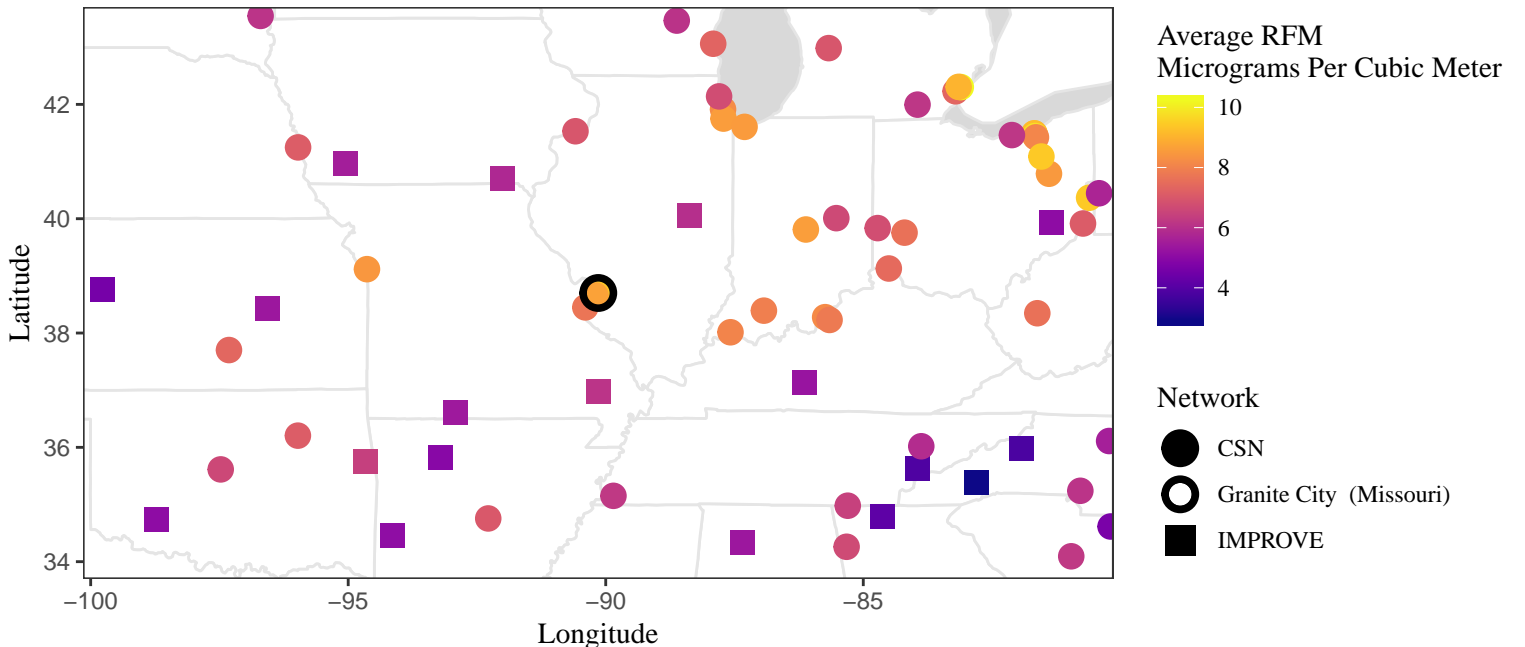 Average RFM
Micrograms Per Cubic Meter
10
8
6
4
Network
CSN
Granite City (Missouri)
IMPROVE
Latitude
42
40
38
36
34
−100
−95
−90
−85
Longitude